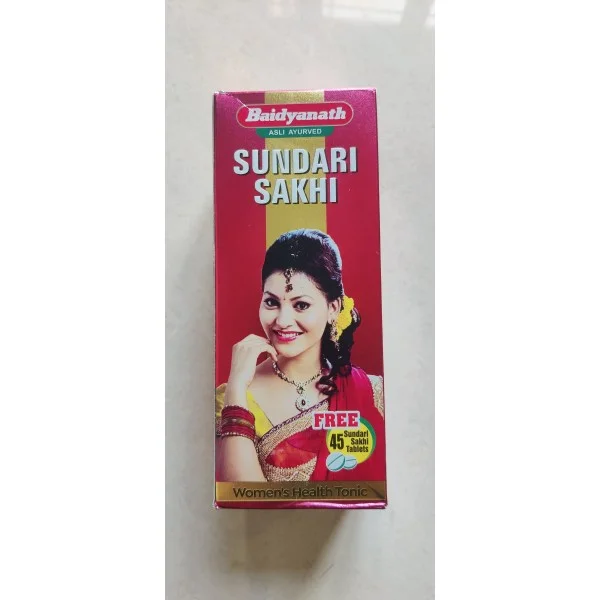 Baidyanath
ASLI AYURVED
SUNDARI
SAKHI
FREE
45 Sundari
Sakhi
Tablets
Women's Health Tonic